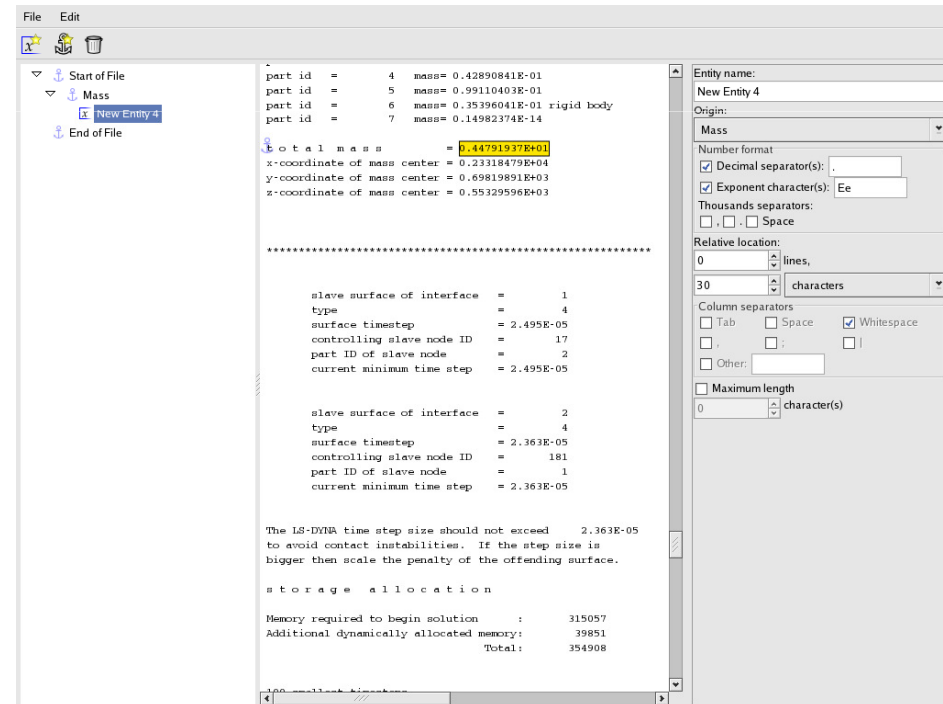 File Edit
Start of File
Mass
New Entity 4
End of File
part id = 4 mass= 0.42890841E-01
part id = 5 mass= 0.99110403E-01
part id = 6 mass= 0.35396041E-01 rigid body
part id = 7 mass= 0.14982374E-14
t o t a l m a s s = 0.44791937E+01
x-coordinate of mass center = 0.23318479E+04
y-coordinate of mass center = 0.69819891E+03
z-coordinate of mass center = 0.55329596E+03
************************************************************
slave surface of interface = 1
type = 4
surface timestep = 2.495E-05
controlling slave node ID = 17
part ID of slave node = 2
current minimum time step = 2.495E-05
slave surface of interface = 2
type = 4
surface timestep = 2.363E-05
controlling slave node ID = 181
part ID of slave node = 1
current minimum time step = 2.363E-05
The LS-DYNA time step size should not exceed 2.363E-05
to avoid contact instabilities. If the step size is
bigger then scale the penalty of the offending surface.
s t o r a g e a l l o c a t i o n
Memory required to begin solution : 315057
Additional dynamically allocated memory: 39851
Total: 354908
100 smallest timesteps
Entity name:
New Entity 4
Origin:
Mass
Number format
Decimal separator(s): .
Exponent character(s): Ee
Thousands separators:
, . Space
Relative location:
0 lines,
30 characters
Column separators
Tab Space Whitespace
, ; |
Other:
Maximum length
0 character(s)